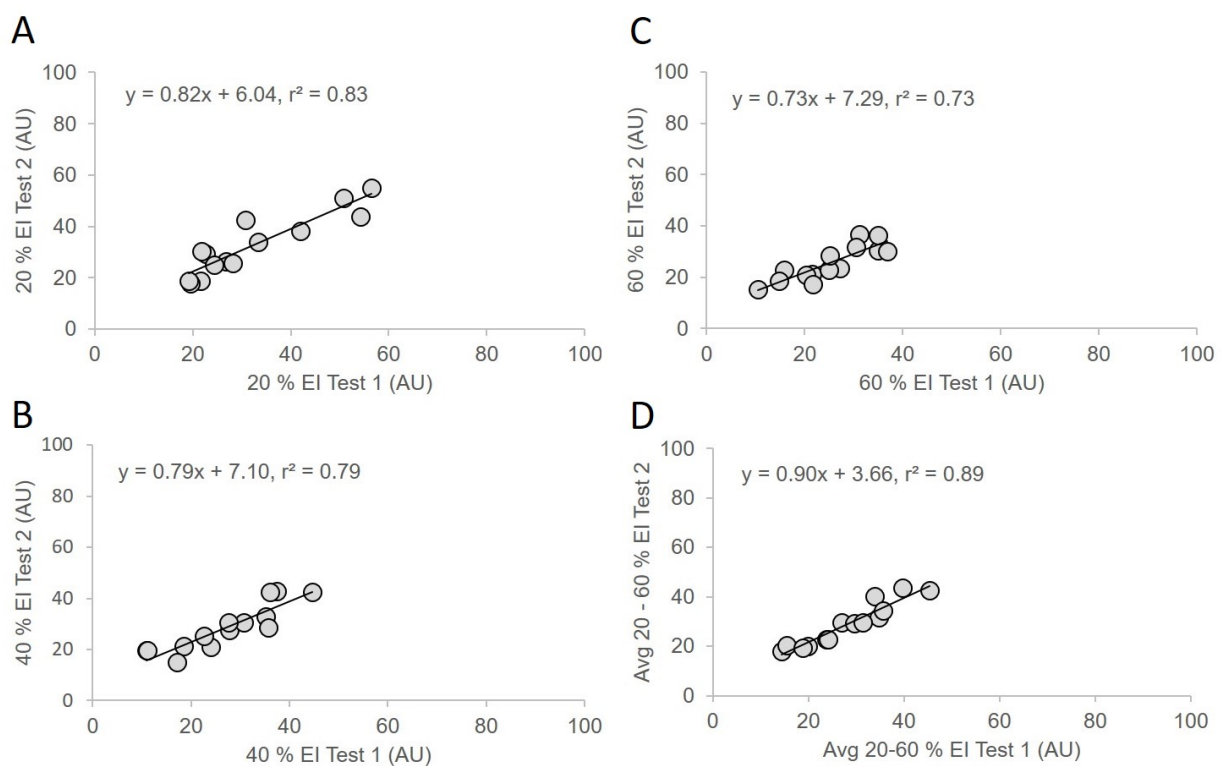 A
y = 0.82x + 6.04, r² = 0.83
20 % EI Test 2 (AU)
100
80
60
40
20
0
0 20 40 60 80 100
20 % EI Test 1 (AU)
B
y = 0.79x + 7.10, r² = 0.79
40 % EI Test 2 (AU)
100
80
60
40
20
0
0 20 40 60 80 100
40 % EI Test 1 (AU)
C
y = 0.73x + 7.29, r² = 0.73
60 % EI Test 2 (AU)
100
80
60
40
20
0
0 20 40 60 80 100
60 % EI Test 1 (AU)
D
y = 0.90x + 3.66, r² = 0.89
Avg 20 - 60 % EI Test 2
100
80
60
40
20
0
0 20 40 60 80 100
Avg 20-60 % EI Test 1 (AU)